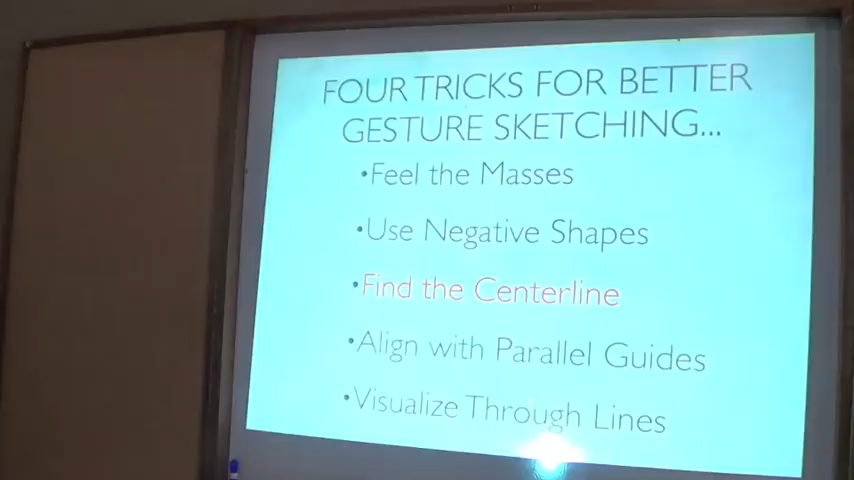 FOUR TRICKS FOR BETTER
GESTURE SKETCHING...
•Feel the Masses
•Use Negative Shapes
•Find the Centerline
•Align with Parallel Guides
•Visualize Through Lines